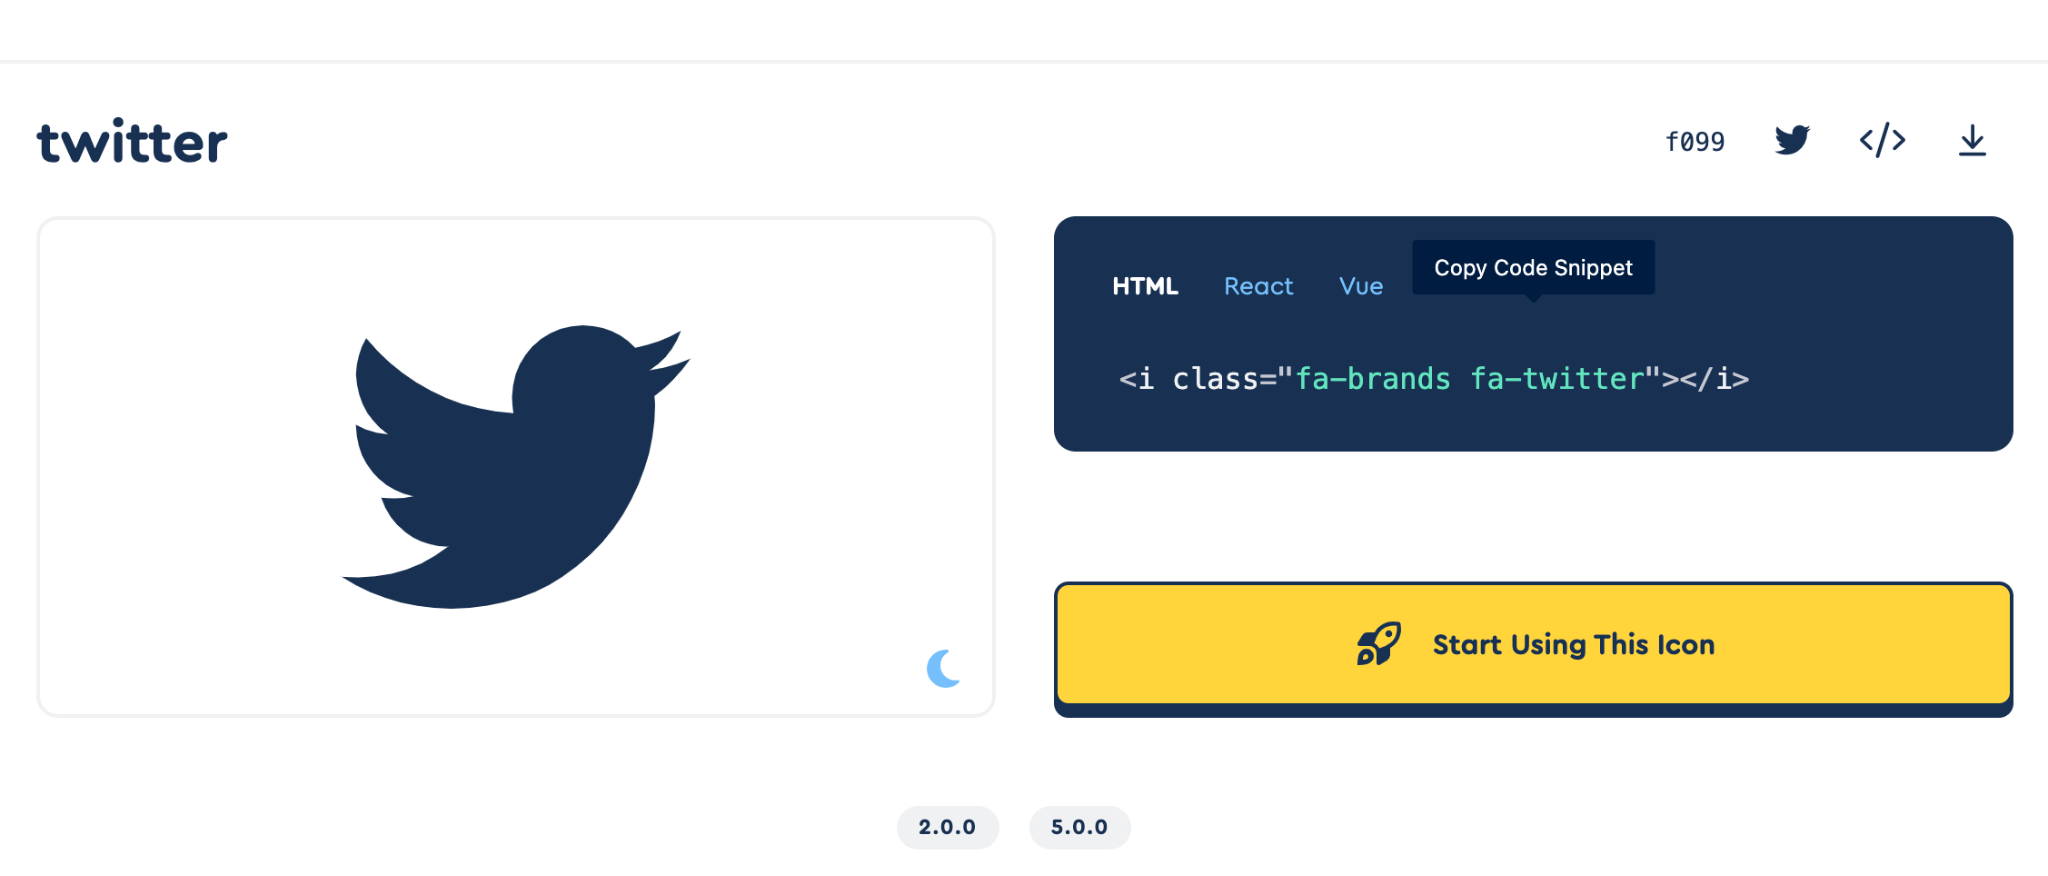 twitter
f099
</>
HTML React Vue
Copy Code Snippet
<i class="fa-brands fa-twitter"></i>
Start Using This Icon
2.0.0 5.0.0